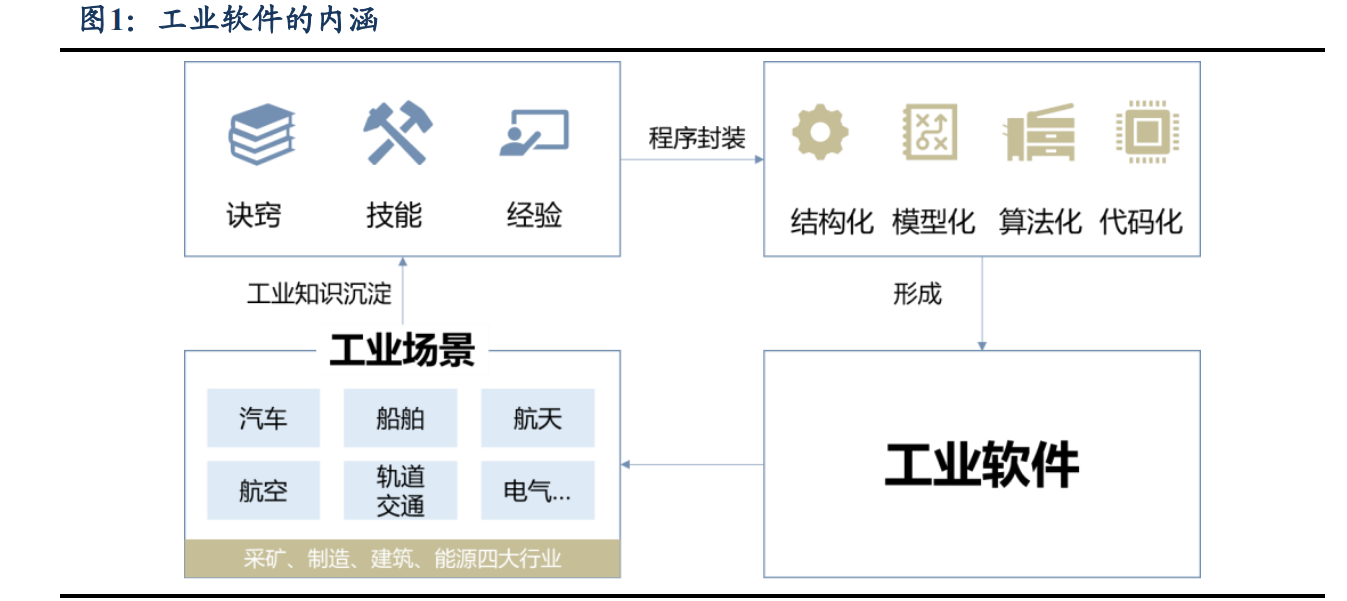 图1：工业软件的内涵
诀窍 技能 经验
程序封装
结构化 模型化 算法化 代码化
工业知识沉淀
形成
工业场景
汽车 船舶 航天
航空 轨道
交通 电气...
采矿、制造、建筑、能源四大行业
工业软件